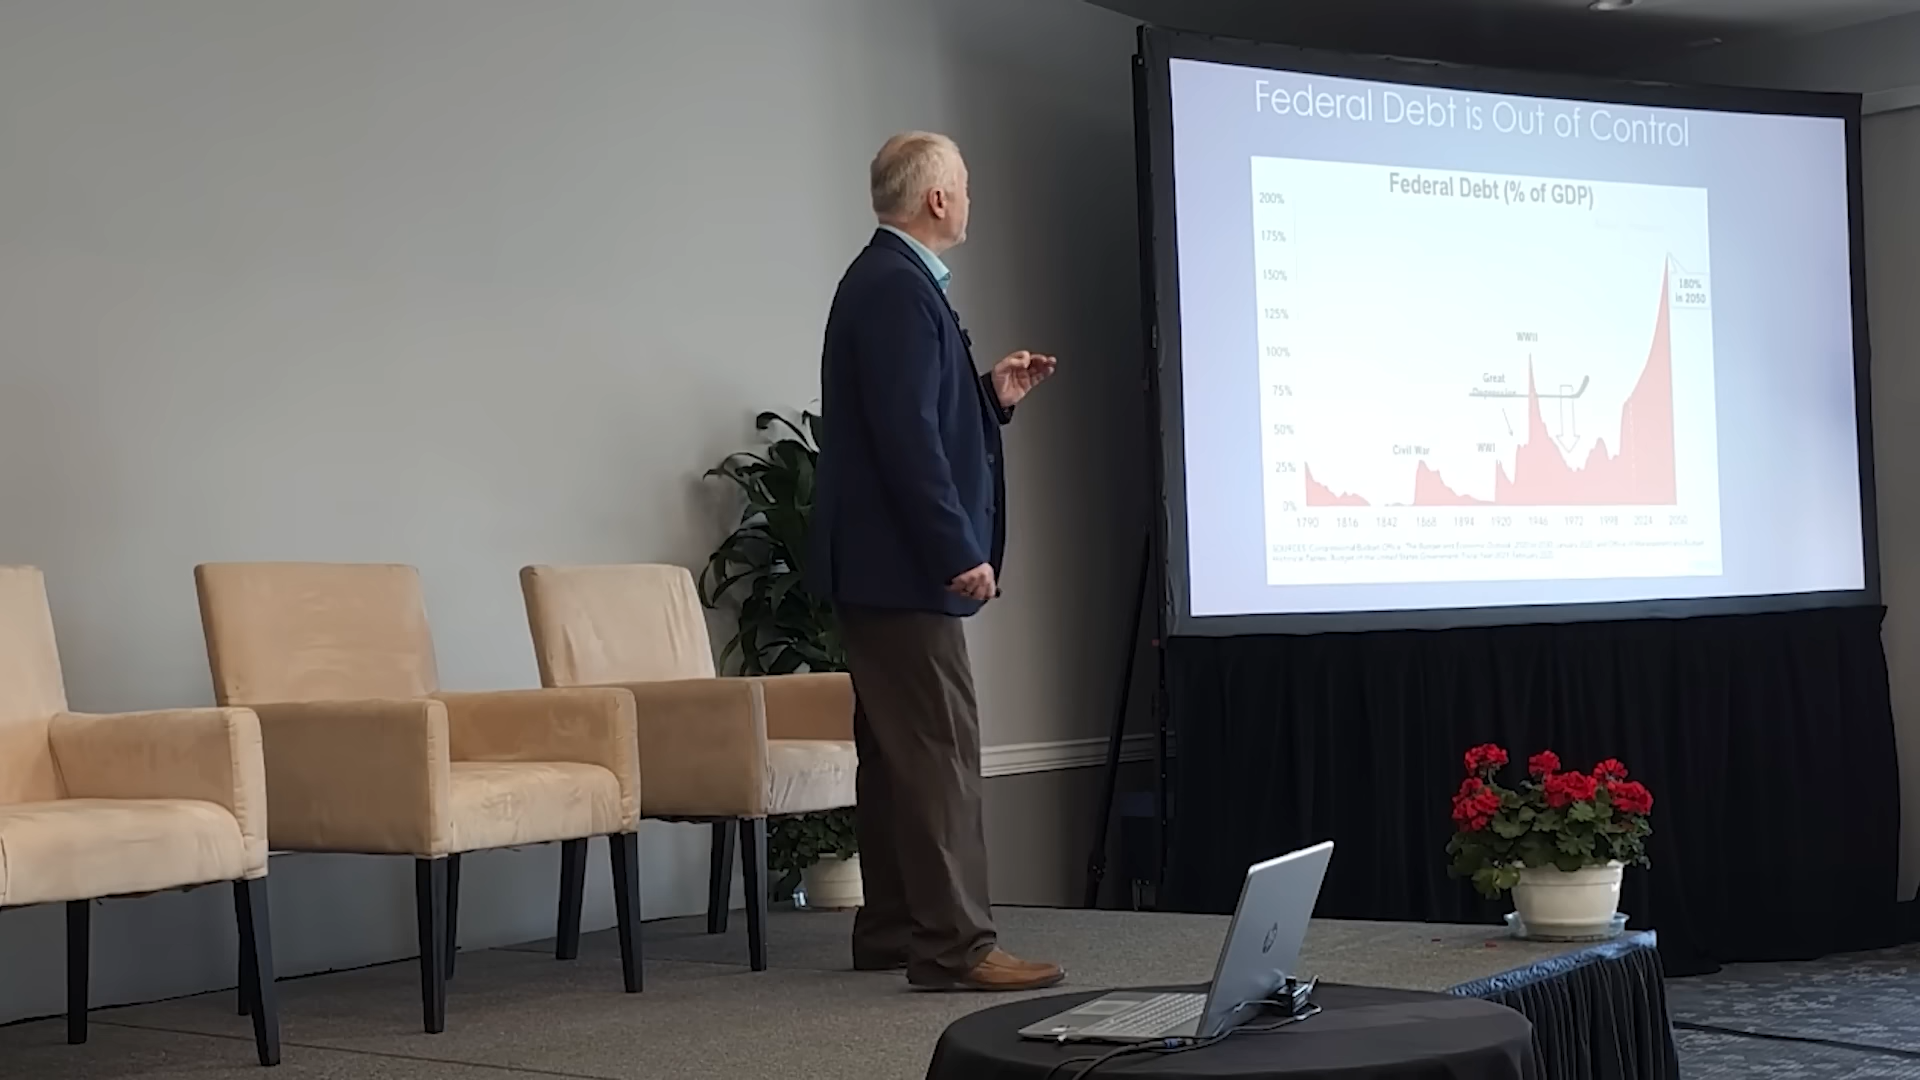 Federal Debt is Out of Control
Federal Debt (% of GDP)
200%
175%
150%
125%
100%
75%
50%
25%
0%
180%
in 2050
WWII
Great
Depression
Civil War
WWI
1790 1816 1842 1868 1894 1920 1946 1972 1998 2024 2050
hp